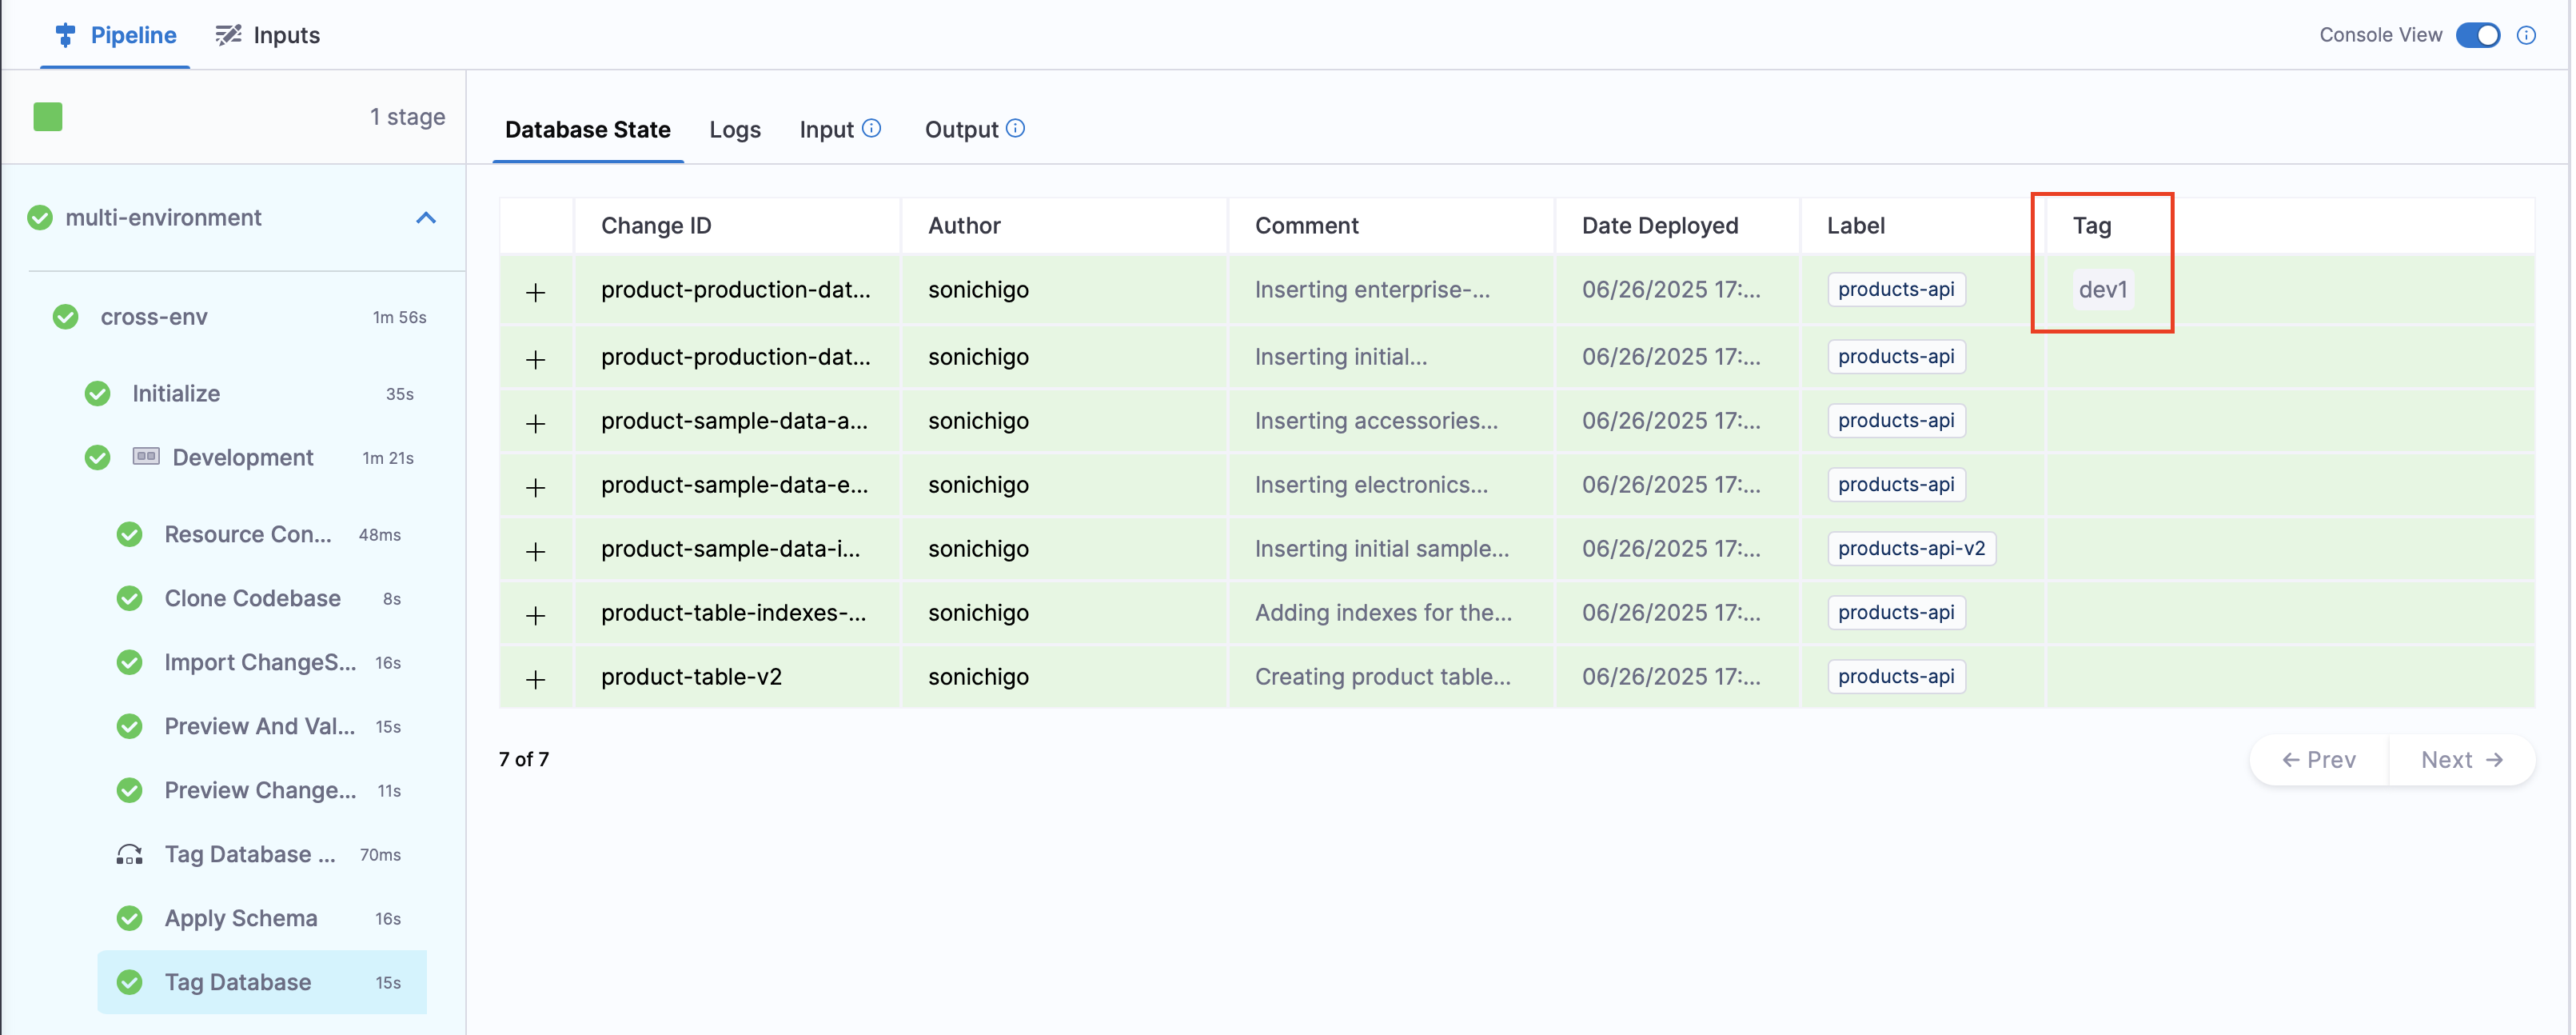 Pipeline
Inputs
Console View
1 stage
multi-environment
cross-env 1m 56s
Initialize 35s
Development 1m 21s
Resource Con... 48ms
Clone Codebase 8s
Import ChangeS... 16s
Preview And Val... 15s
Preview Change... 11s
Tag Database ... 70ms
Apply Schema 16s
Tag Database 15s
Database State Logs Input Output
Change ID Author Comment Date Deployed Label Tag
product-production-dat... sonichigo Inserting enterprise-... 06/26/2025 17:... products-api dev1
product-production-dat... sonichigo Inserting initial... 06/26/2025 17:... products-api
product-sample-data-a... sonichigo Inserting accessories... 06/26/2025 17:... products-api
product-sample-data-e... sonichigo Inserting electronics... 06/26/2025 17:... products-api
product-sample-data-i... sonichigo Inserting initial sample... 06/26/2025 17:... products-api-v2
product-table-indexes-... sonichigo Adding indexes for the... 06/26/2025 17:... products-api
product-table-v2 sonichigo Creating product table... 06/26/2025 17:... products-api
7 of 7
Prev Next